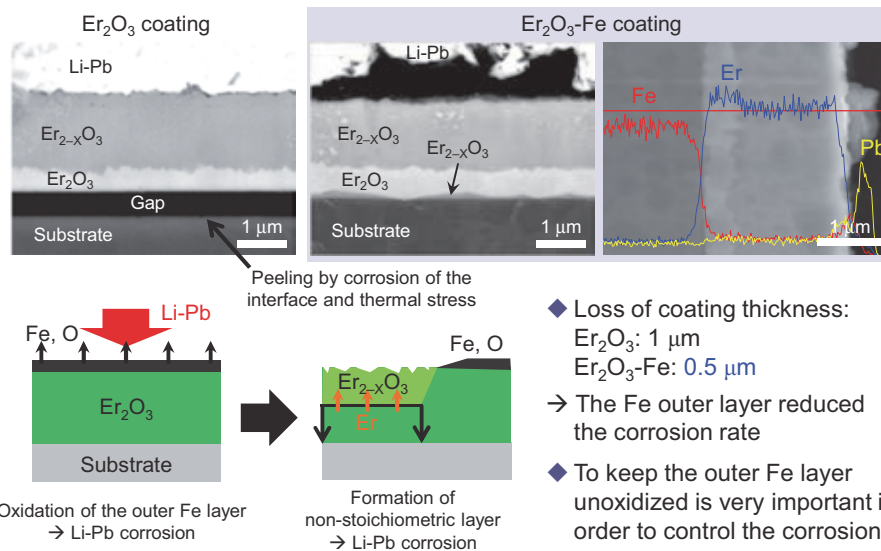 Er2O3 coating
Er2O3-Fe coating
Li-Pb
Er2–XO3
Er2O3
Gap
Substrate
1 μm
Li-Pb
Er2–XO3
Er2–XO3
Er2O3
Substrate
1 μm
Fe
Er
Pb
1 μm
Peeling by corrosion of the
interface and thermal stress
Li-Pb
Fe, O
Er2O3
Substrate
Oxidation of the outer Fe layer
→ Li-Pb corrosion
Fe, O
Er2–XO3
Er
Formation of
non-stoichiometric layer
→ Li-Pb corrosion
◆ Loss of coating thickness:
Er2O3: 1 μm
Er2O3-Fe: 0.5 μm
→ The Fe outer layer reduced
the corrosion rate
◆ To keep the outer Fe layer
unoxidized is very important i
order to control the corrosion